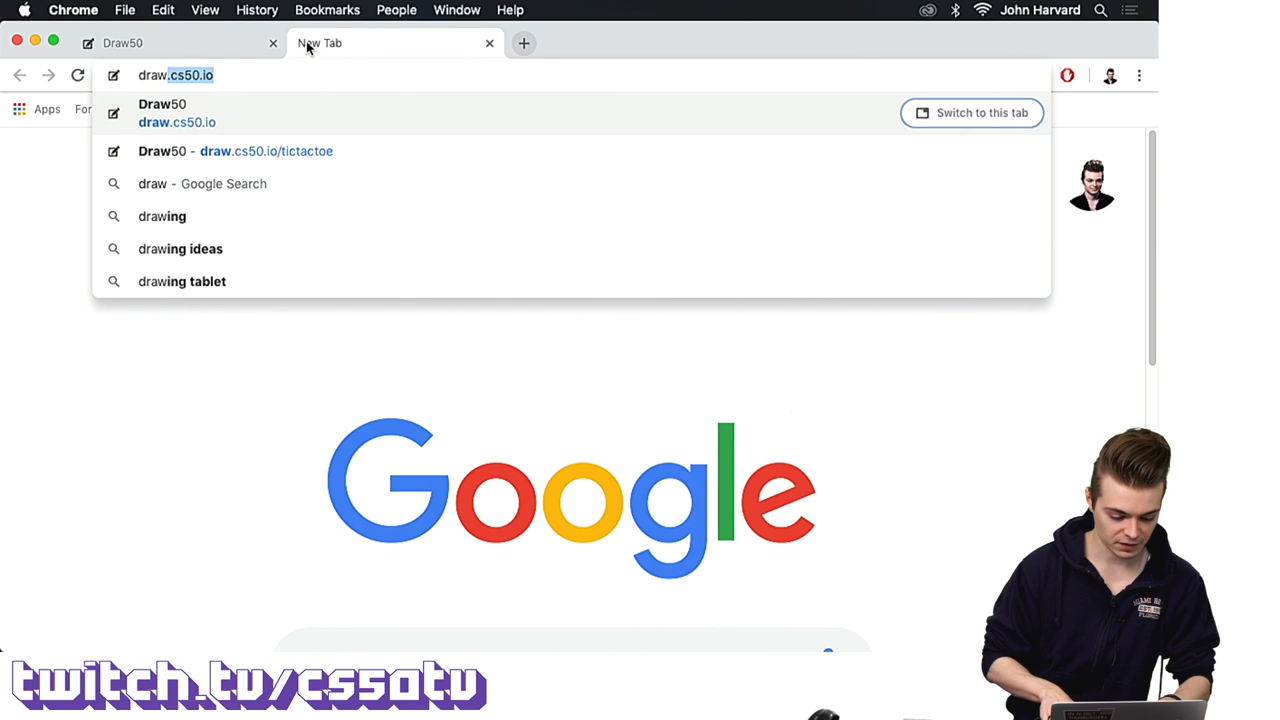 Chrome File Edit View History Bookmarks People Window Help John Harvard
Draw50 New Tab
draw.cs50.io
Apps For
Draw50
draw.cs50.io
Switch to this tab
Draw50 - draw.cs50.io/tictactoe
draw - Google Search
drawing
drawing ideas
drawing tablet
Google
twitch.tv/cs50tv